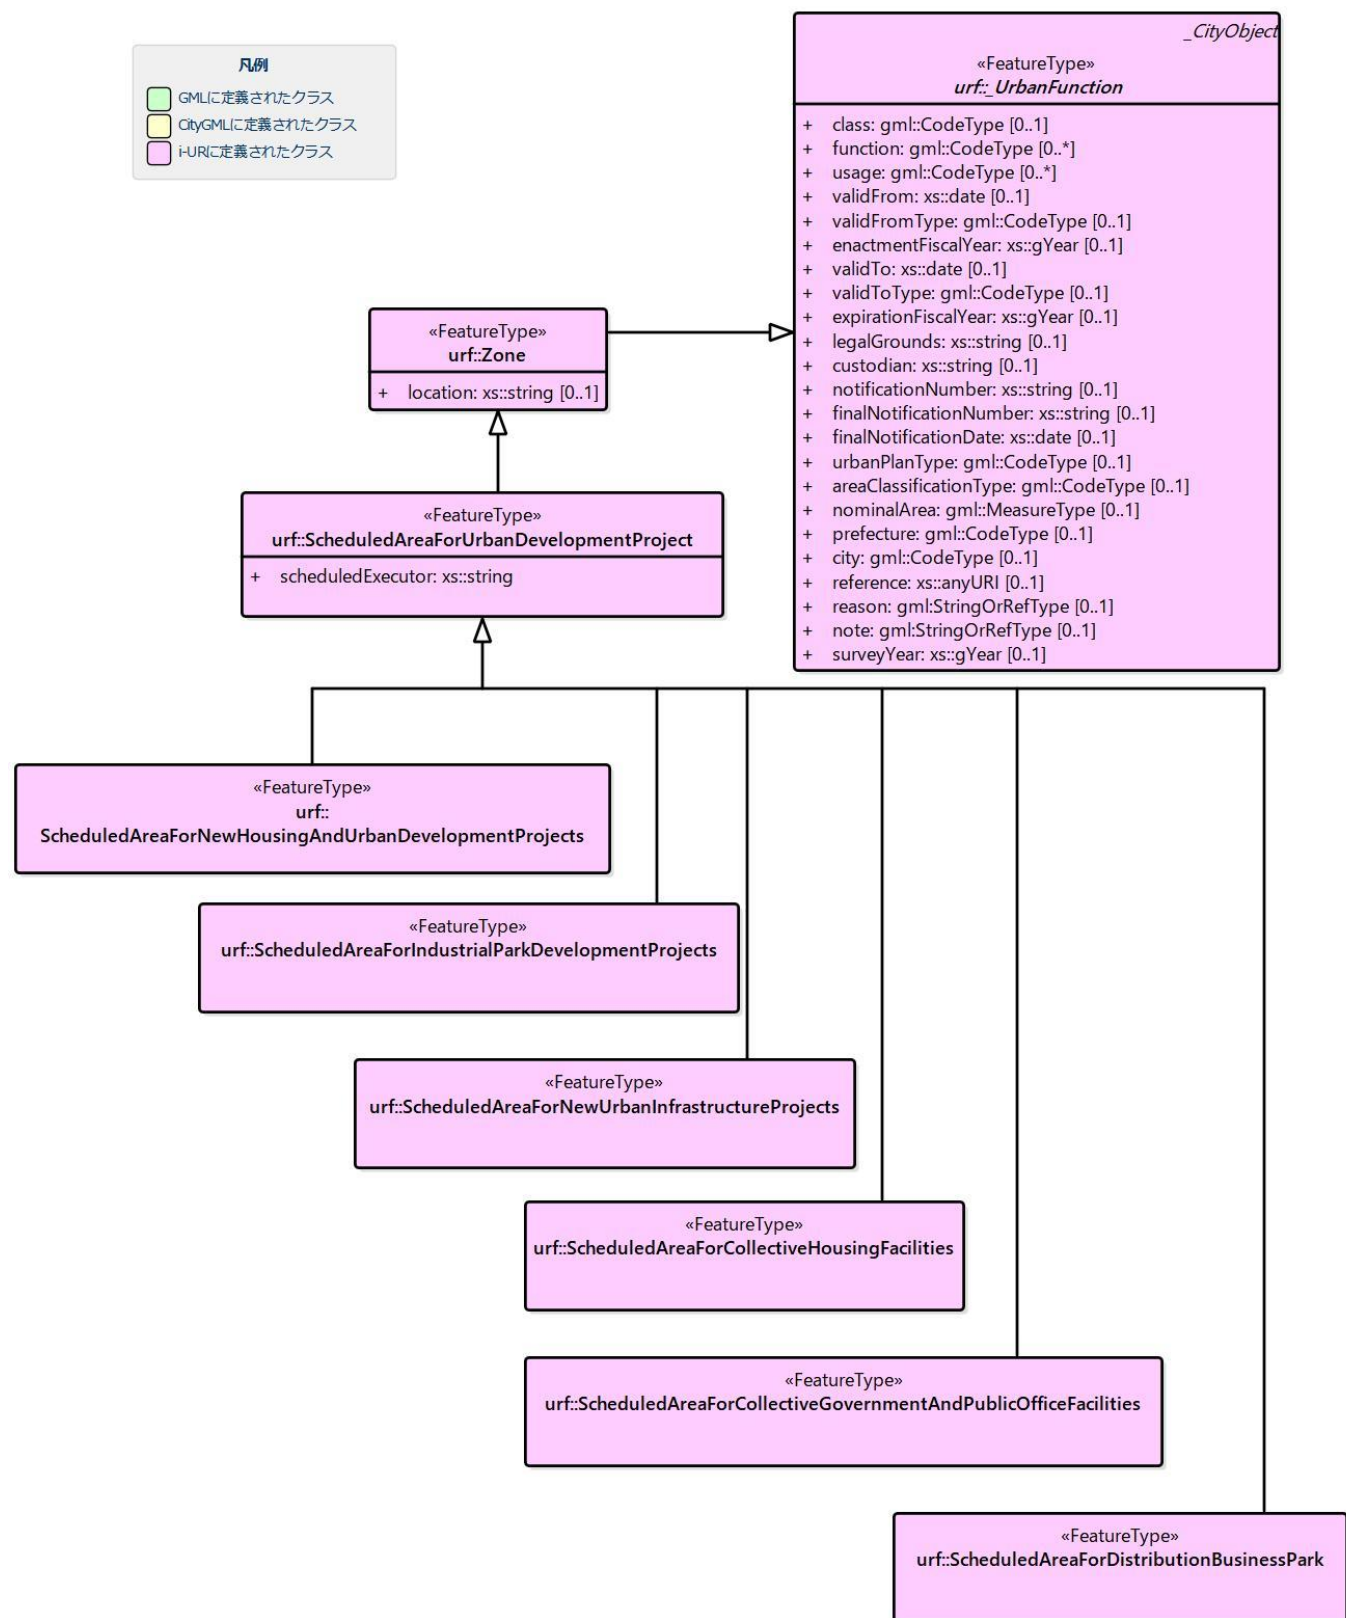 凡例
GMLに定義されたクラス
CityGMLに定義されたクラス
i-URに定義されたクラス
_CityObject
«FeatureType»
urf::_UrbanFunction
+ class: gml::CodeType [0..1]
+ function: gml::CodeType [0..*]
+ usage: gml::CodeType [0..*]
+ validFrom: xs::date [0..1]
+ validFromType: gml::CodeType [0..1]
+ enactmentFiscalYear: xs::gYear [0..1]
+ validTo: xs::date [0..1]
+ validToType: gml::CodeType [0..1]
+ expirationFiscalYear: xs::gYear [0..1]
+ legalGrounds: xs::string [0..1]
+ custodian: xs::string [0..1]
+ notificationNumber: xs::string [0..1]
+ finalNotificationNumber: xs::string [0..1]
+ finalNotificationDate: xs::date [0..1]
+ urbanPlanType: gml::CodeType [0..1]
+ areaClassificationType: gml::CodeType [0..1]
+ nominalArea: gml::MeasureType [0..1]
+ prefecture: gml::CodeType [0..1]
+ city: gml::CodeType [0..1]
+ reference: xs::anyURI [0..1]
+ reason: gml:StringOrRefType [0..1]
+ note: gml:StringOrRefType [0..1]
+ surveyYear: xs::gYear [0..1]
«FeatureType»
urf::Zone
+ location: xs::string [0..1]
«FeatureType»
urf::ScheduledAreaForUrbanDevelopmentProject
+ scheduledExecutor: xs::string
«FeatureType»
urf::
ScheduledAreaForNewHousingAndUrbanDevelopmentProjects
«FeatureType»
urf::ScheduledAreaForIndustrialParkDevelopmentProjects
«FeatureType»
urf::ScheduledAreaForNewUrbanInfrastructureProjects
«FeatureType»
urf::ScheduledAreaForCollectiveHousingFacilities
«FeatureType»
urf::ScheduledAreaForCollectiveGovernmentAndPublicOfficeFacilities
«FeatureType»
urf::ScheduledAreaForDistributionBusinessPark